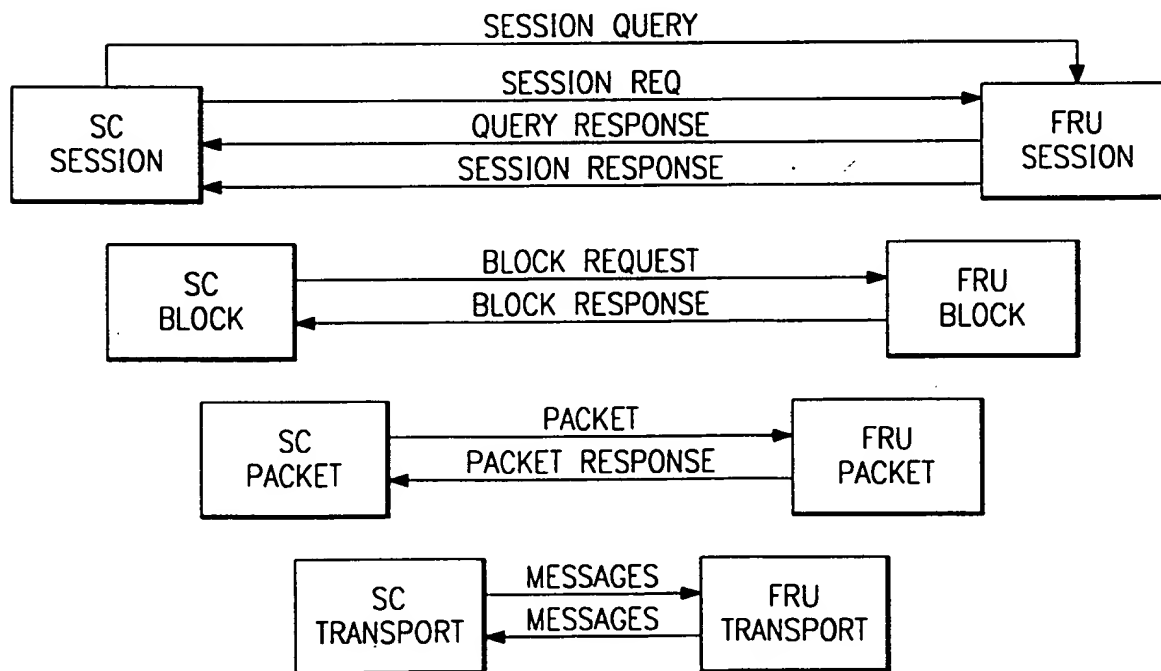 SESSION QUERY
SC
SESSION
SESSION REQ
QUERY RESPONSE
SESSION RESPONSE
FRU
SESSION
SC
BLOCK
BLOCK REQUEST
BLOCK RESPONSE
FRU
BLOCK
SC
PACKET
PACKET
PACKET RESPONSE
FRU
PACKET
SC
TRANSPORT
MESSAGES
MESSAGES
FRU
TRANSPORT